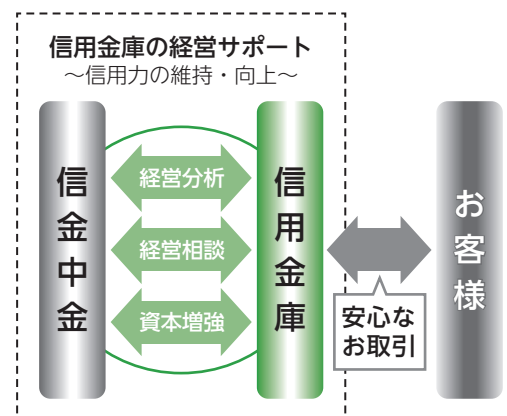 信用金庫の経営サポート
～信用力の維持・向上～
信金中金
経営分析
経営相談
資本増強
信用金庫
安心な
お取引
お客様